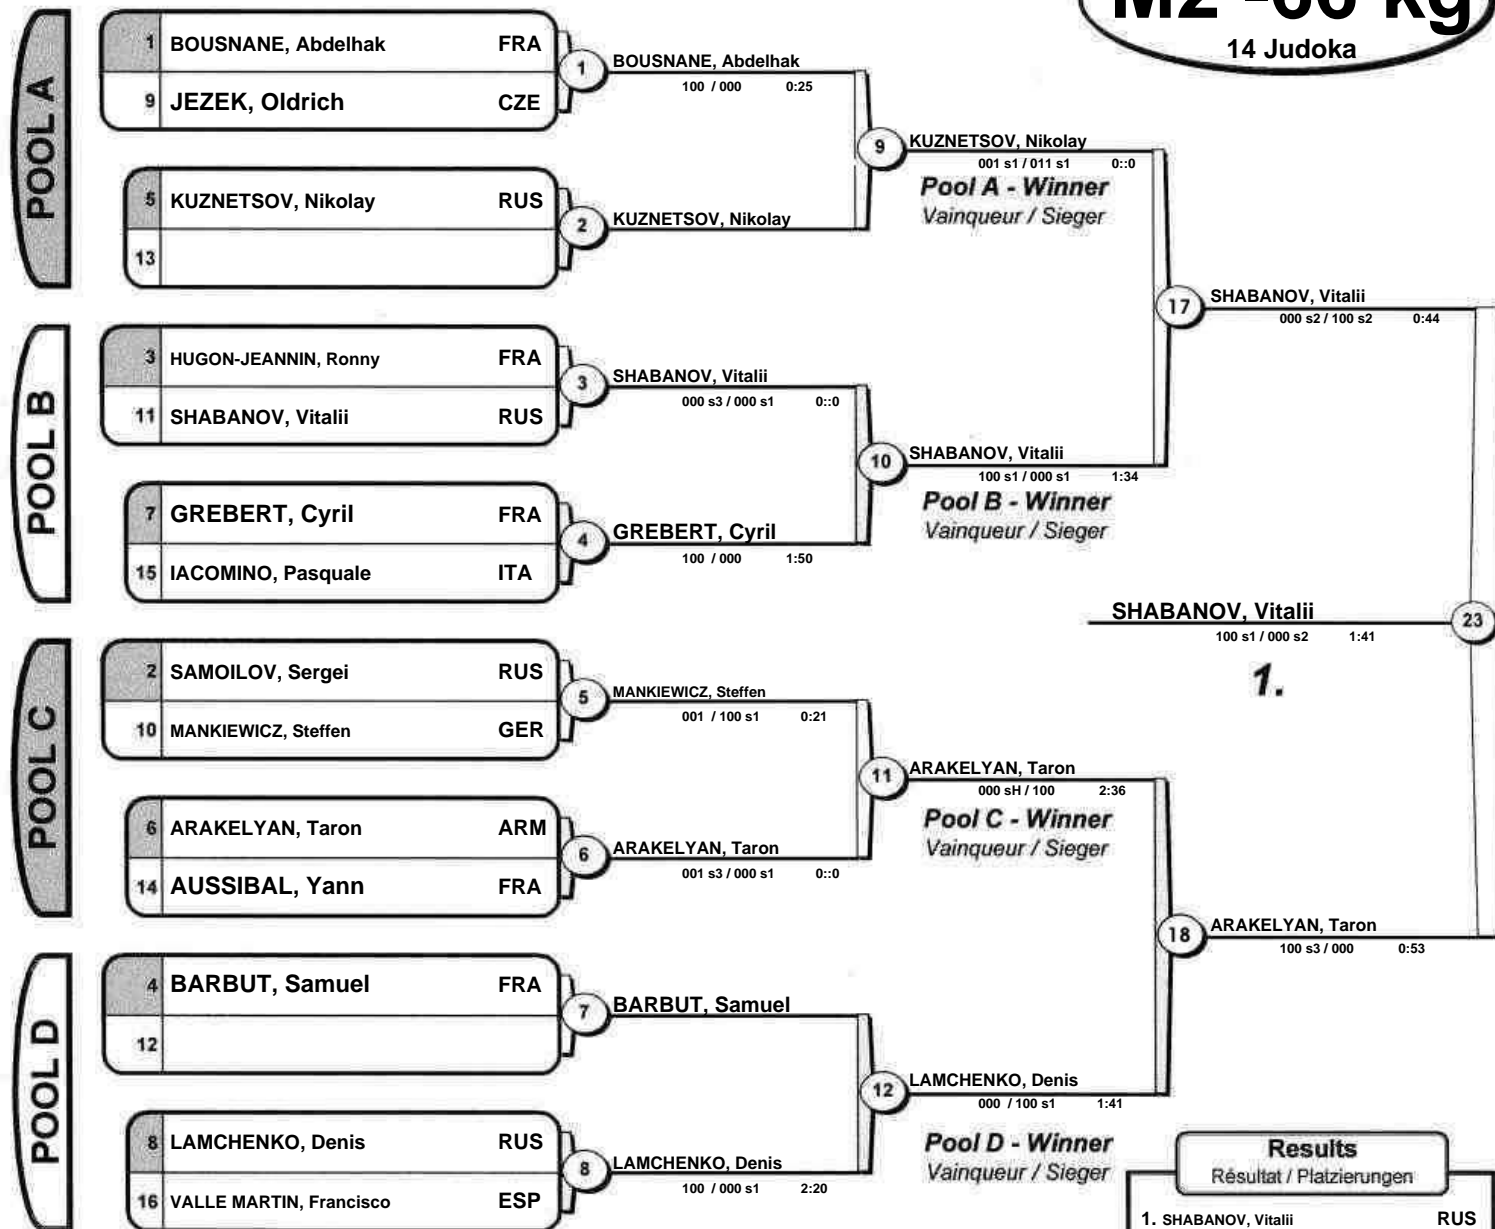 M2 -66 kg
14 Judoka
POOL A
1 BOUSNANE, Abdelhak FRA
9 JEZEK, Oldrich CZE
5 KUZNETSOV, Nikolay RUS
13
1
BOUSNANE, Abdelhak
100 / 000 0:25
2
KUZNETSOV, Nikolay
9
KUZNETSOV, Nikolay
001 s1 / 011 s1 0::0
Pool A - Winner
Vainqueur / Sieger
POOL B
3 HUGON-JEANNIN, Ronny FRA
11 SHABANOV, Vitalii RUS
7 GREBERT, Cyril FRA
15 IACOMINO, Pasquale ITA
3
SHABANOV, Vitalii
000 s3 / 000 s1 0::0
4
GREBERT, Cyril
100 / 000 1:50
10
SHABANOV, Vitalii
100 s1 / 000 s1 1:34
Pool B - Winner
Vainqueur / Sieger
17
SHABANOV, Vitalii
000 s2 / 100 s2 0:44
POOL C
2 SAMOILOV, Sergei RUS
10 MANKIEWICZ, Steffen GER
6 ARAKELYAN, Taron ARM
14 AUSSIBAL, Yann FRA
5
MANKIEWICZ, Steffen
001 / 100 s1 0:21
6
ARAKELYAN, Taron
001 s3 / 000 s1 0::0
11
ARAKELYAN, Taron
000 sH / 100 2:36
Pool C - Winner
Vainqueur / Sieger
POOL D
4 BARBUT, Samuel FRA
12
8 LAMCHENKO, Denis RUS
16 VALLE MARTIN, Francisco ESP
7
BARBUT, Samuel
8
LAMCHENKO, Denis
100 / 000 s1 2:20
12
LAMCHENKO, Denis
000 / 100 s1 1:41
Pool D - Winner
Vainqueur / Sieger
18
ARAKELYAN, Taron
100 s3 / 000 0:53
23
SHABANOV, Vitalii
100 s1 / 000 s2 1:41
1.
Results
Résultat / Platzierungen
1. SHABANOV, Vitalii RUS